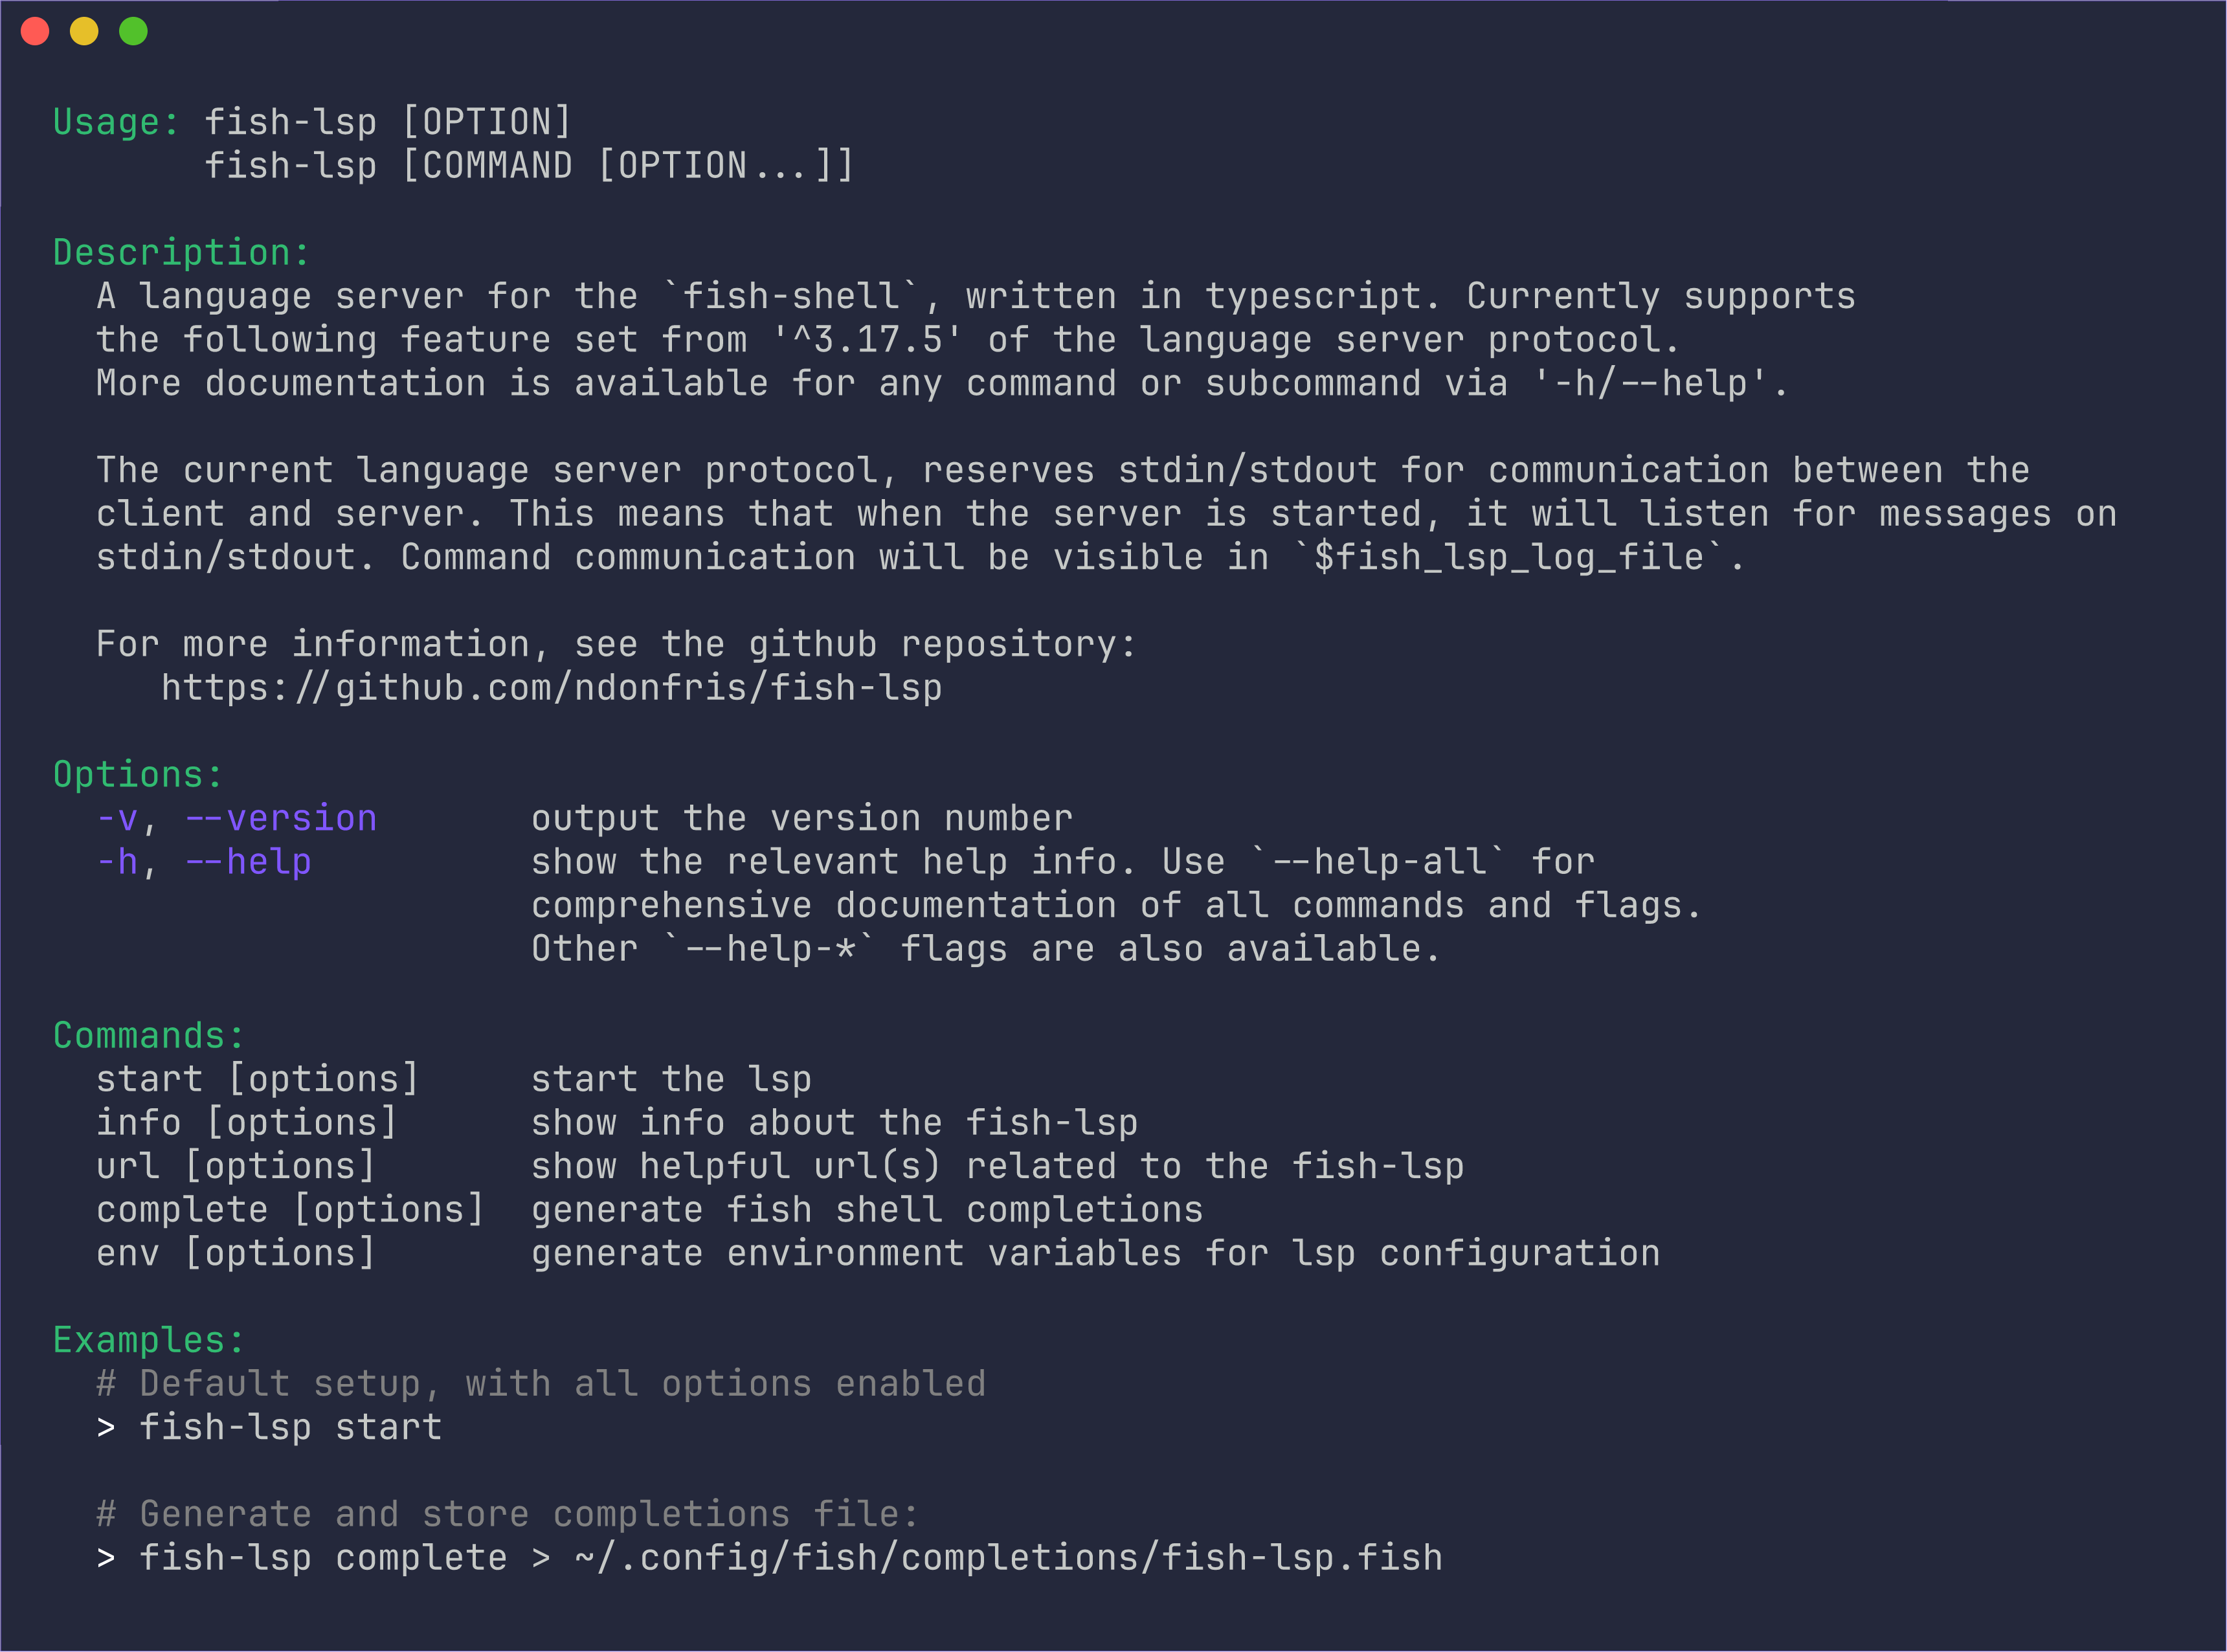 Usage: fish-lsp [OPTION]
       fish-lsp [COMMAND [OPTION...]]

Description:
  A language server for the `fish-shell`, written in typescript. Currently supports
  the following feature set from '^3.17.5' of the language server protocol.
  More documentation is available for any command or subcommand via '-h/--help'.

  The current language server protocol, reserves stdin/stdout for communication between the
  client and server. This means that when the server is started, it will listen for messages on
  stdin/stdout. Command communication will be visible in `$fish_lsp_log_file`.

  For more information, see the github repository:
     https://github.com/ndonfris/fish-lsp

Options:
  -v, --version       output the version number
  -h, --help          show the relevant help info. Use `--help-all` for
                      comprehensive documentation of all commands and flags.
                      Other `--help-*` flags are also available.

Commands:
  start [options]     start the lsp
  info [options]      show info about the fish-lsp
  url [options]       show helpful url(s) related to the fish-lsp
  complete [options]  generate fish shell completions
  env [options]       generate environment variables for lsp configuration

Examples:
  # Default setup, with all options enabled
  > fish-lsp start

  # Generate and store completions file:
  > fish-lsp complete > ~/.config/fish/completions/fish-lsp.fish